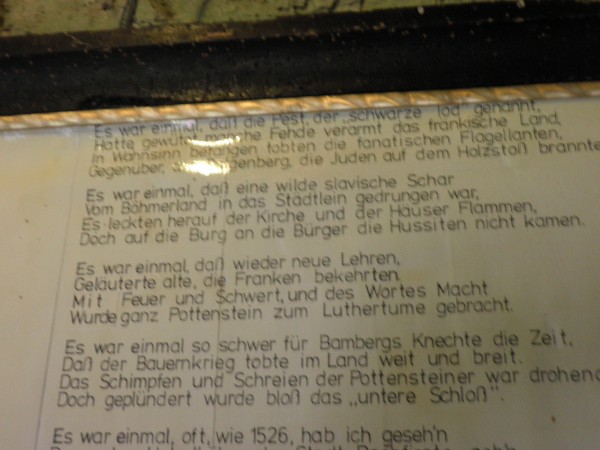 Es war einmal, daß die Pest, der „schwarze Tod" genannt,
Hatte gewütet, manche Fehde verarmt das fränkische Land,
In Wahnsinn befangen tobten die fanatischen Flagellanten,
Gegenüber, die Juden auf dem Holzstoß brannten
Es war einmal, daß eine wilde slavische Schar
Vom Böhmerland in das Städtlein gedrungen war,
Es leckten herauf der Kirche und der Häuser Flammen,
Doch auf die Burg an die Bürger die Hussiten nicht kamen.
Es war einmal, daß wieder neue Lehren,
Geläuterte alte, die Franken bekehrten.
Mit Feuer und Schwert, und des Wortes Macht
Wurde ganz Pottenstein zum Luthertume gebracht.
Es war einmal so schwer für Bambergs Knechte die Zeit,
Daß der Bauernkrieg tobte im Land weit und breit.
Das Schimpfen und Schreien der Pottensteiner war drohend
Doch geplündert wurde bloß das „untere Schloß".
Es war einmal, oft, wie 1526, hab ich geseh'n